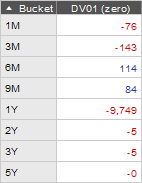 ▲ Bucket DV01 (zero)
1M -76
3M -143
6M 114
9M 84
1Y -9,749
2Y -5
3Y -5
5Y -0